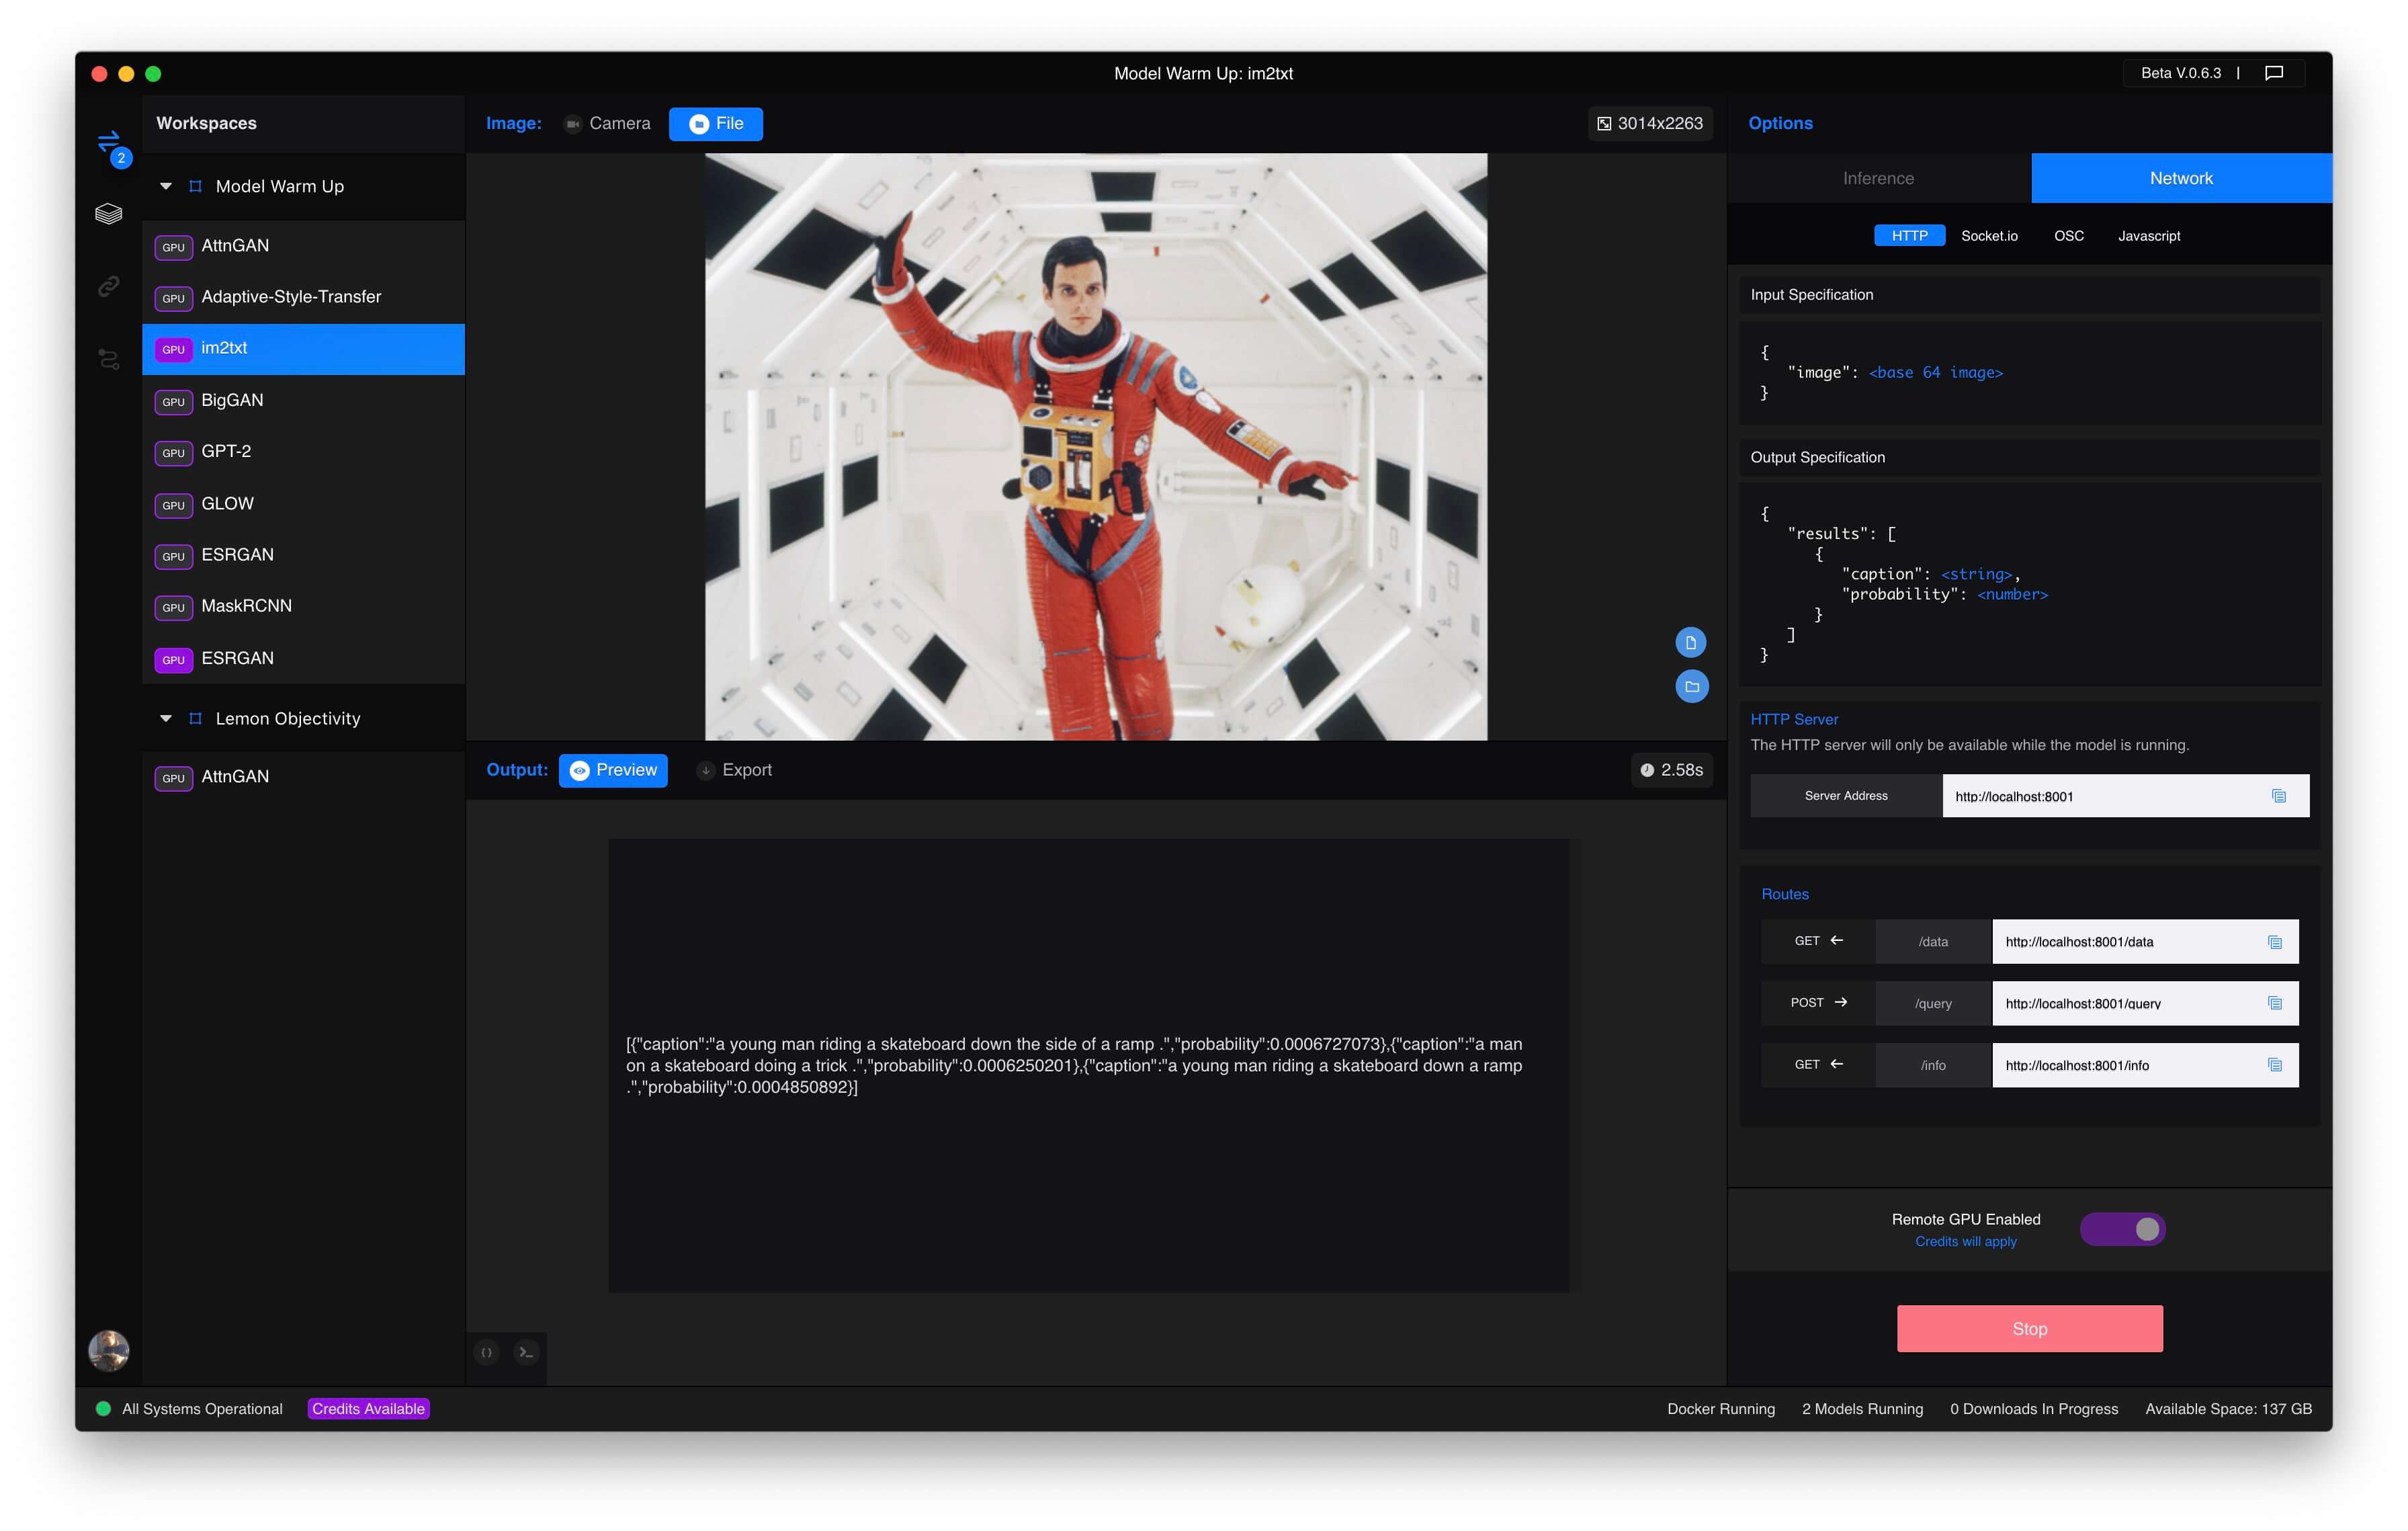 Model Warm Up: im2txt
Beta V.0.6.3 |
Workspaces
2
Model Warm Up
GPU AttnGAN
GPU Adaptive-Style-Transfer
GPU im2txt
GPU BigGAN
GPU GPT-2
GPU GLOW
GPU ESRGAN
GPU MaskRCNN
GPU ESRGAN
Lemon Objectivity
GPU AttnGAN
Image: Camera File 3014x2263
Output: Preview Export 2.58s
[{"caption":"a young man riding a skateboard down the side of a ramp .","probability":0.0006727073},{"caption":"a man
on a skateboard doing a trick .","probability":0.0006250201},{"caption":"a young man riding a skateboard down a ramp
.","probability":0.0004850892}]
Options
Inference Network
HTTP Socket.io OSC Javascript
Input Specification
{
"image": <base 64 image>
}
Output Specification
{
"results": [
{
"caption": <string>,
"probability": <number>
}
]
}
HTTP Server
The HTTP server will only be available while the model is running.
Server Address http://localhost:8001
Routes
GET ← /data http://localhost:8001/data
POST → /query http://localhost:8001/query
GET ← /info http://localhost:8001/info
Remote GPU Enabled
Credits will apply
Stop
All Systems Operational Credits Available Docker Running 2 Models Running 0 Downloads In Progress Available Space: 137 GB